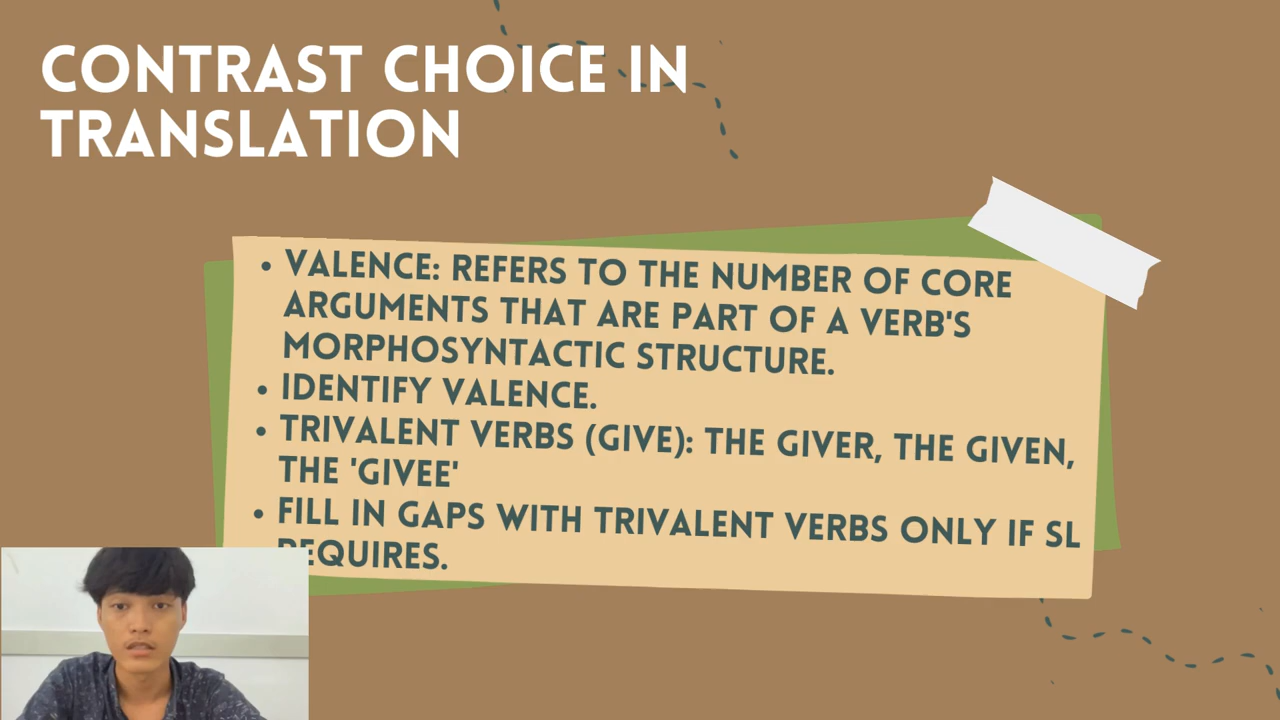 CONTRAST CHOICE IN
TRANSLATION
• VALENCE: REFERS TO THE NUMBER OF CORE
ARGUMENTS THAT ARE PART OF A VERB'S
MORPHOSYNTACTIC STRUCTURE.
• IDENTIFY VALENCE.
• TRIVALENT VERBS (GIVE): THE GIVER, THE GIVEN,
THE 'GIVEE'
• FILL IN GAPS WITH TRIVALENT VERBS ONLY IF SL
REQUIRES.